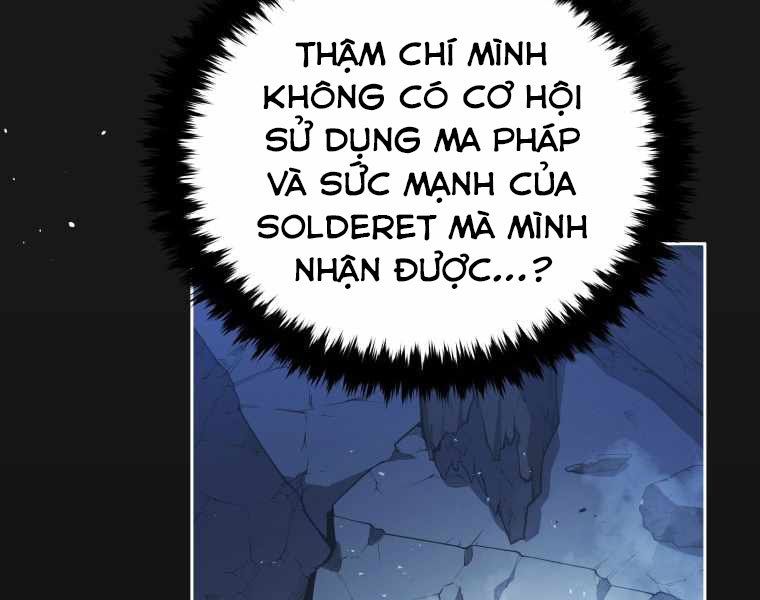 THẬM CHÍ MÌNH
KHÔNG CÓ CƠ HỘI
SỬ DỤNG MA PHÁP
VÀ SỨC MẠNH CỦA
SOLDERET MÀ MÌNH
NHẬN ĐƯỢC...?